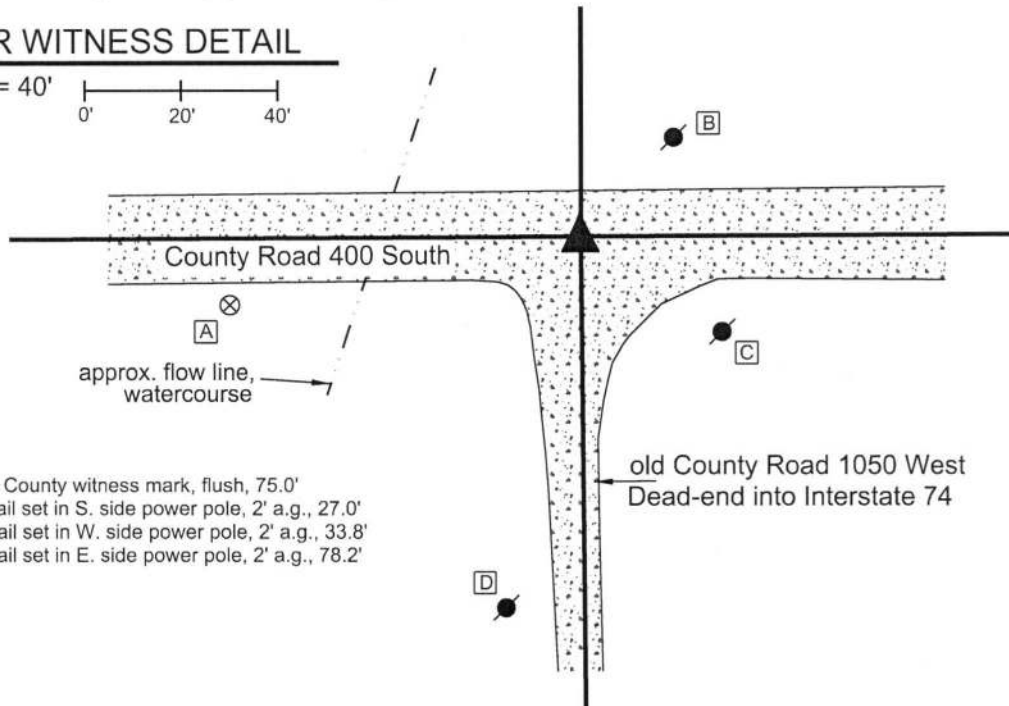 R WITNESS DETAIL
= 40'
0' 20' 40'
B
County Road 400 South
A
C
approx. flow line,
watercourse
old County Road 1050 West
Dead-end into Interstate 74
County witness mark, flush, 75.0'
ail set in S. side power pole, 2' a.g., 27.0'
ail set in W. side power pole, 2' a.g., 33.8'
ail set in E. side power pole, 2' a.g., 78.2'
D